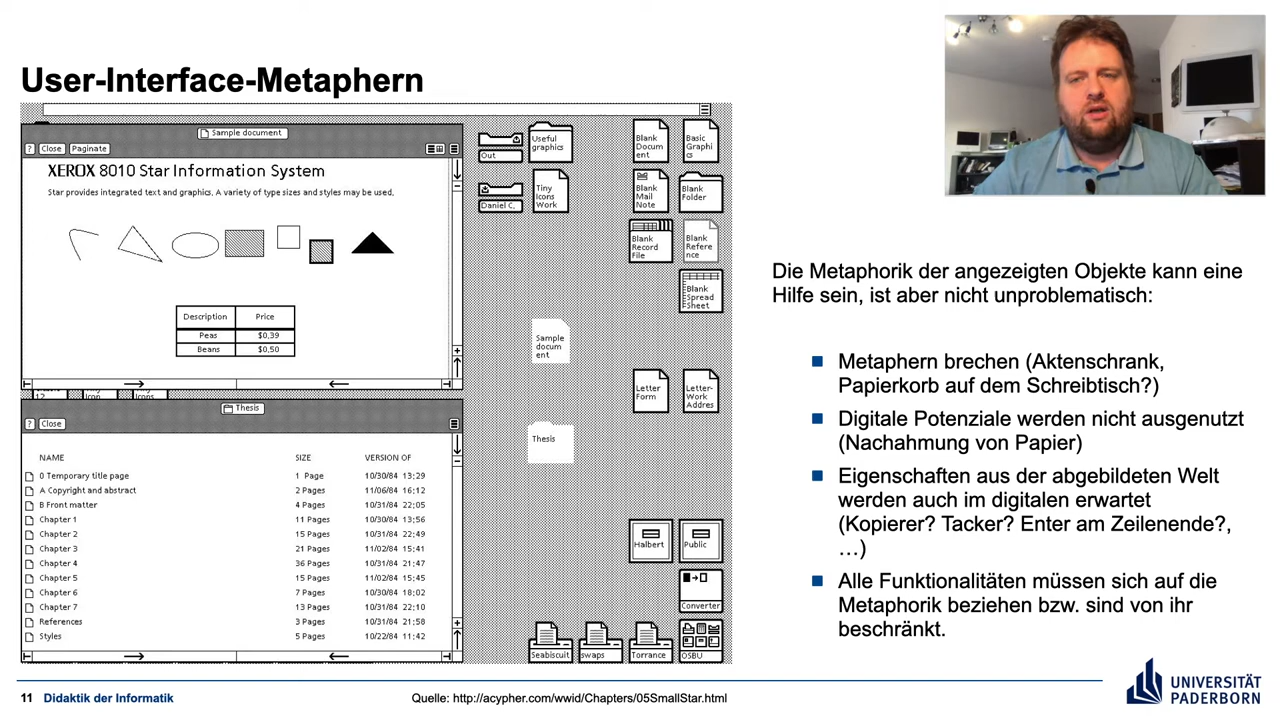 User-Interface-Metaphern
Sample document
? Close Paginate
XEROX 8010 Star Information System
Star provides integrated text and graphics. A variety of type sizes and styles may be used.
Description Price
Peas $0,39
Beans $0,50
Thesis
? Close
NAME SIZE VERSION OF
0 Temporary title page 1 Page 10/30/84 13:29
A Copyright and abstract 2 Pages 11/06/84 16:12
B Front matter 4 Pages 10/31/84 22:05
Chapter 1 11 Pages 10/30/84 13:56
Chapter 2 15 Pages 10/31/84 22:49
Chapter 3 21 Pages 11/02/84 15:41
Chapter 4 36 Pages 10/31/84 21:47
Chapter 5 15 Pages 11/02/84 15:45
Chapter 6 7 Pages 10/30/84 18:02
Chapter 7 13 Pages 10/31/84 22:10
References 3 Pages 10/31/84 21:58
Styles 5 Pages 10/22/84 11:42
Out
Useful
graphics
Blank
Docum
ent
Basic
Graphi
cs
Daniel C.
Tiny
Icons
Work
Blank
Mail
Note
Blank
Folder
Blank
Record
File
Blank
Refere
nce
Blank
Spread
Sheet
Sample
docum
ent
Letter
Form
Letter-
Work
Addres
Thesis
Halbert
Public
Converter
Seabiscuit
swaps
Torrance
OSBU
Die Metaphorik der angezeigten Objekte kann eine
Hilfe sein, ist aber nicht unproblematisch:
Metaphern brechen (Aktenschrank,
Papierkorb auf dem Schreibtisch?)
Digitale Potenziale werden nicht ausgenutzt
(Nachahmung von Papier)
Eigenschaften aus der abgebildeten Welt
werden auch im digitalen erwartet
(Kopierer? Tacker? Enter am Zeilenende?,
…)
Alle Funktionalitäten müssen sich auf die
Metaphorik beziehen bzw. sind von ihr
beschränkt.
11 Didaktik der Informatik
Quelle: http://acypher.com/wwid/Chapters/05SmallStar.html
UNIVERSITÄT
PADERBORN